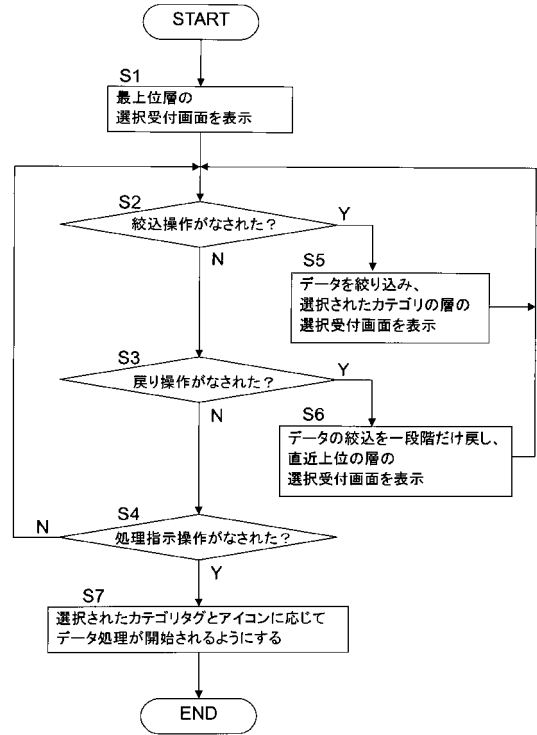 START
S1
最上位層の
選択受付画面を表示
S2
絞込操作がなされた？
Y
N
S5
データを絞り込み、
選択されたカテゴリの層の
選択受付画面を表示
S3
戻り操作がなされた？
Y
N
S6
データの絞込を一段階だけ戻し、
直近上位の層の
選択受付画面を表示
S4
処理指示操作がなされた？
N
Y
S7
選択されたカテゴリタグとアイコンに応じて
データ処理が開始されるようにする
END